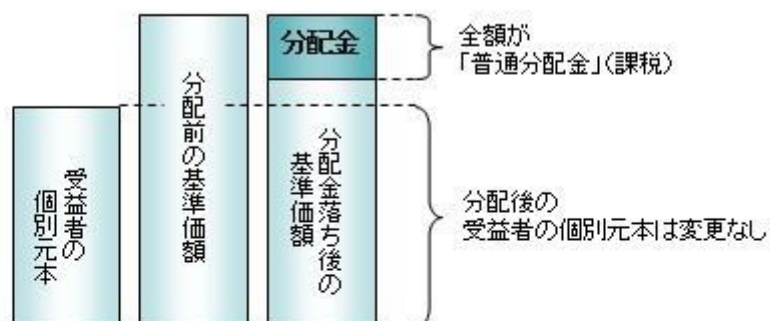 受益者の
個別元本
分配前の基準価額
分配金
分配金落ち後の
基準価額
全額が
「普通分配金」(課税)
分配後の
受益者の個別元本は変更なし